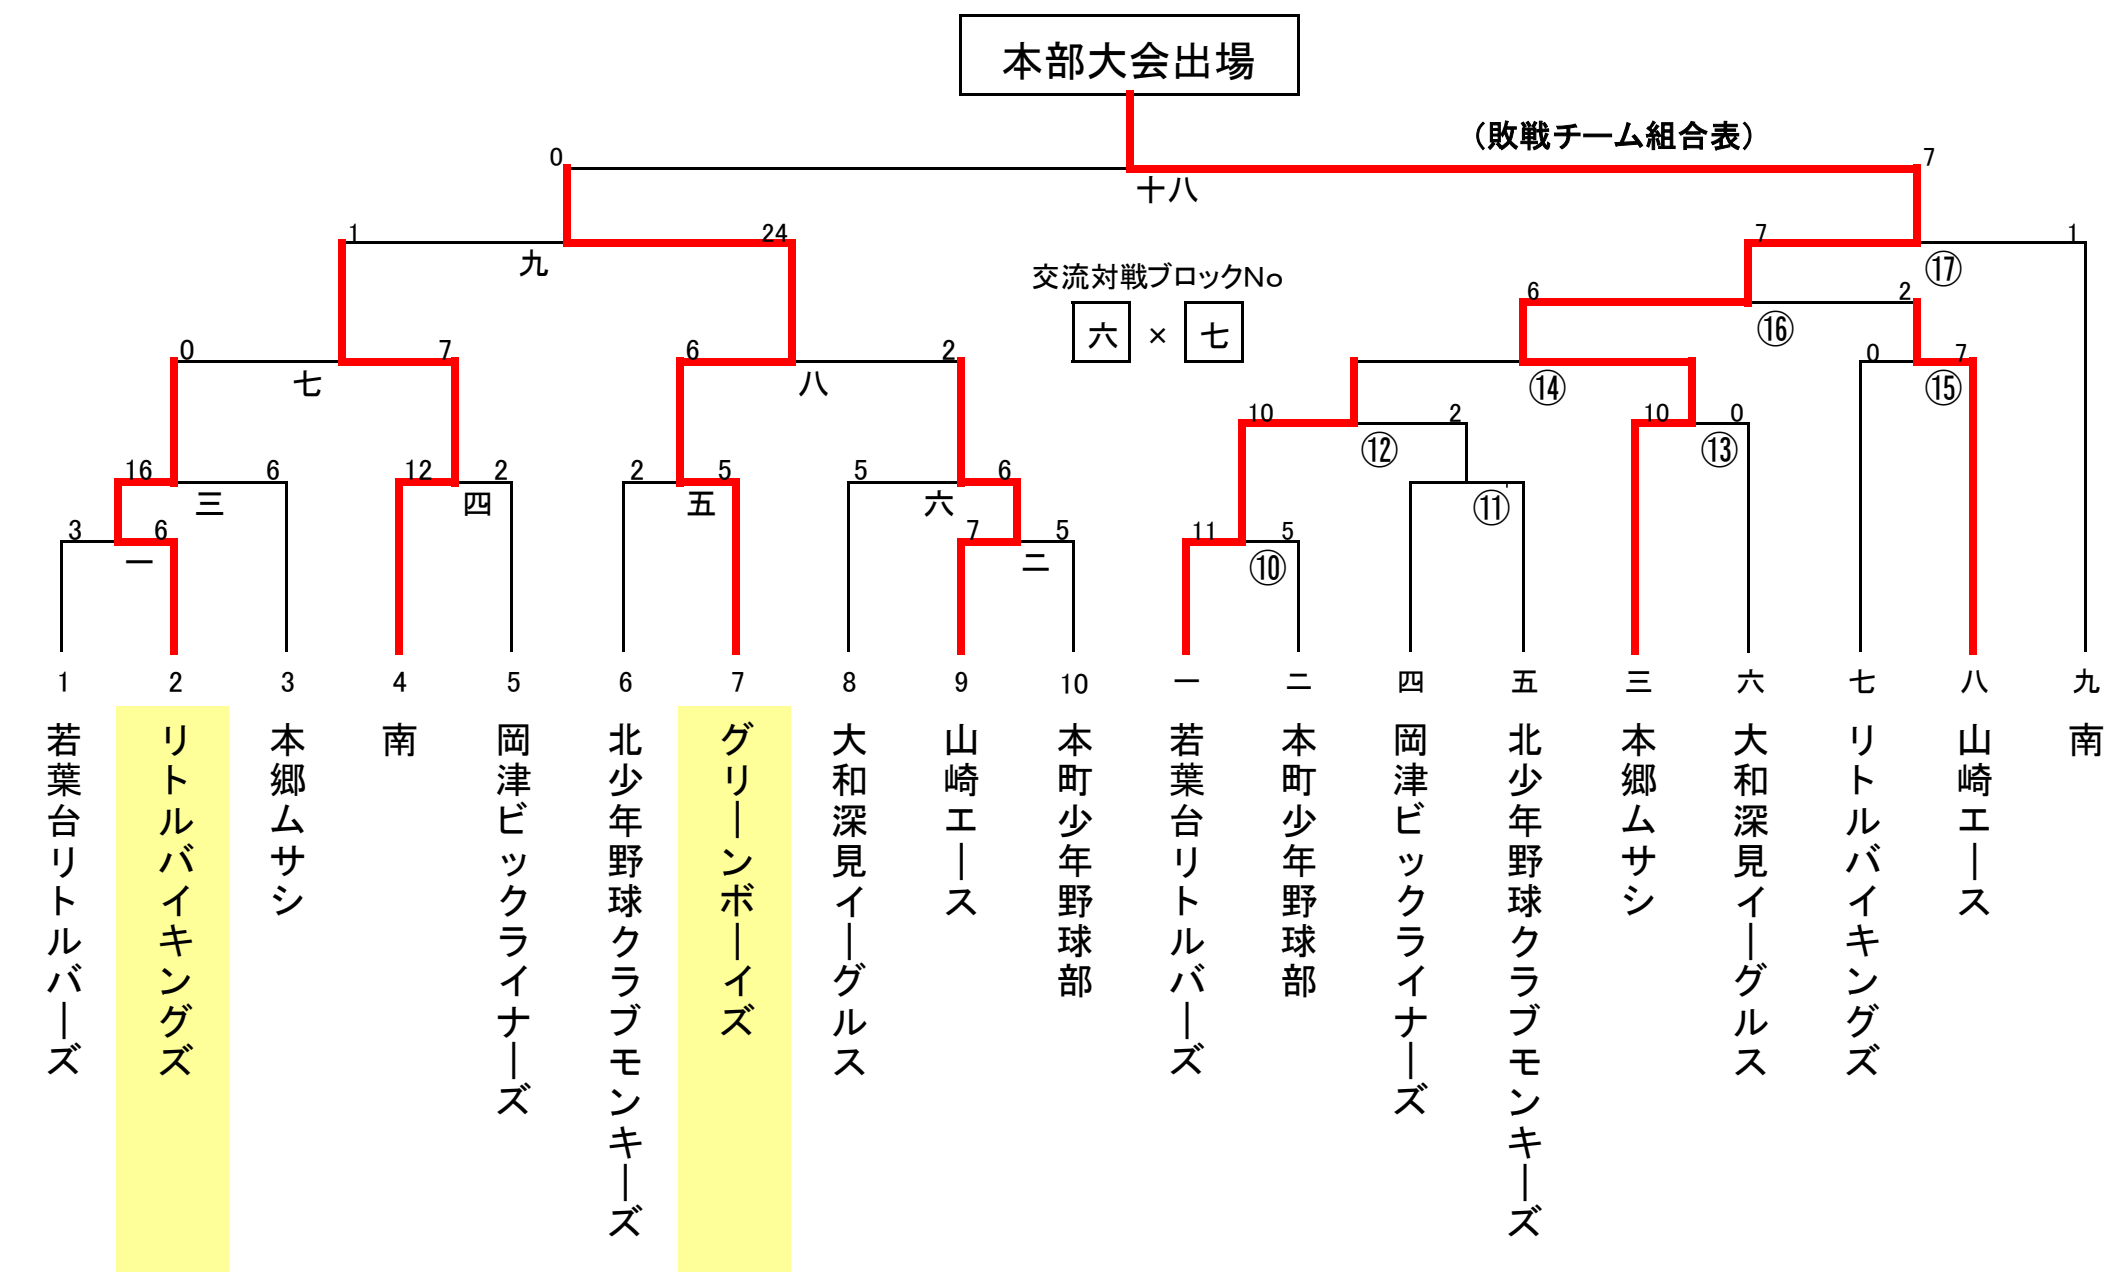 本部大会出場
（敗戦チーム組合表）
0
7
十八
1
24
7
1
九
⑰
交流対戦ブロックNo
六 × 七
6
2
⑯
0
7
6
2
0
7
七
八
⑭
⑮
10
2
10
0
⑫
⑬
16
6
12
2
2
5
5
6
三
四
五
六
⑪
3
6
7
5
11
5
一
二
⑩
1
2
3
4
5
6
7
8
9
10
一
二
四
五
三
六
七
八
九
若葉台リトルバーズ
リトルバイキングズ
本郷ムサシ
南
岡津ビックライナーズ
北少年野球クラブモンキーズ
グリーンボーイズ
大和深見イーグルス
山崎エース
本町少年野球部
若葉台リトルバーズ
本町少年野球部
岡津ビックライナーズ
北少年野球クラブモンキーズ
本郷ムサシ
大和深見イーグルス
リトルバイキングズ
山崎エース
南